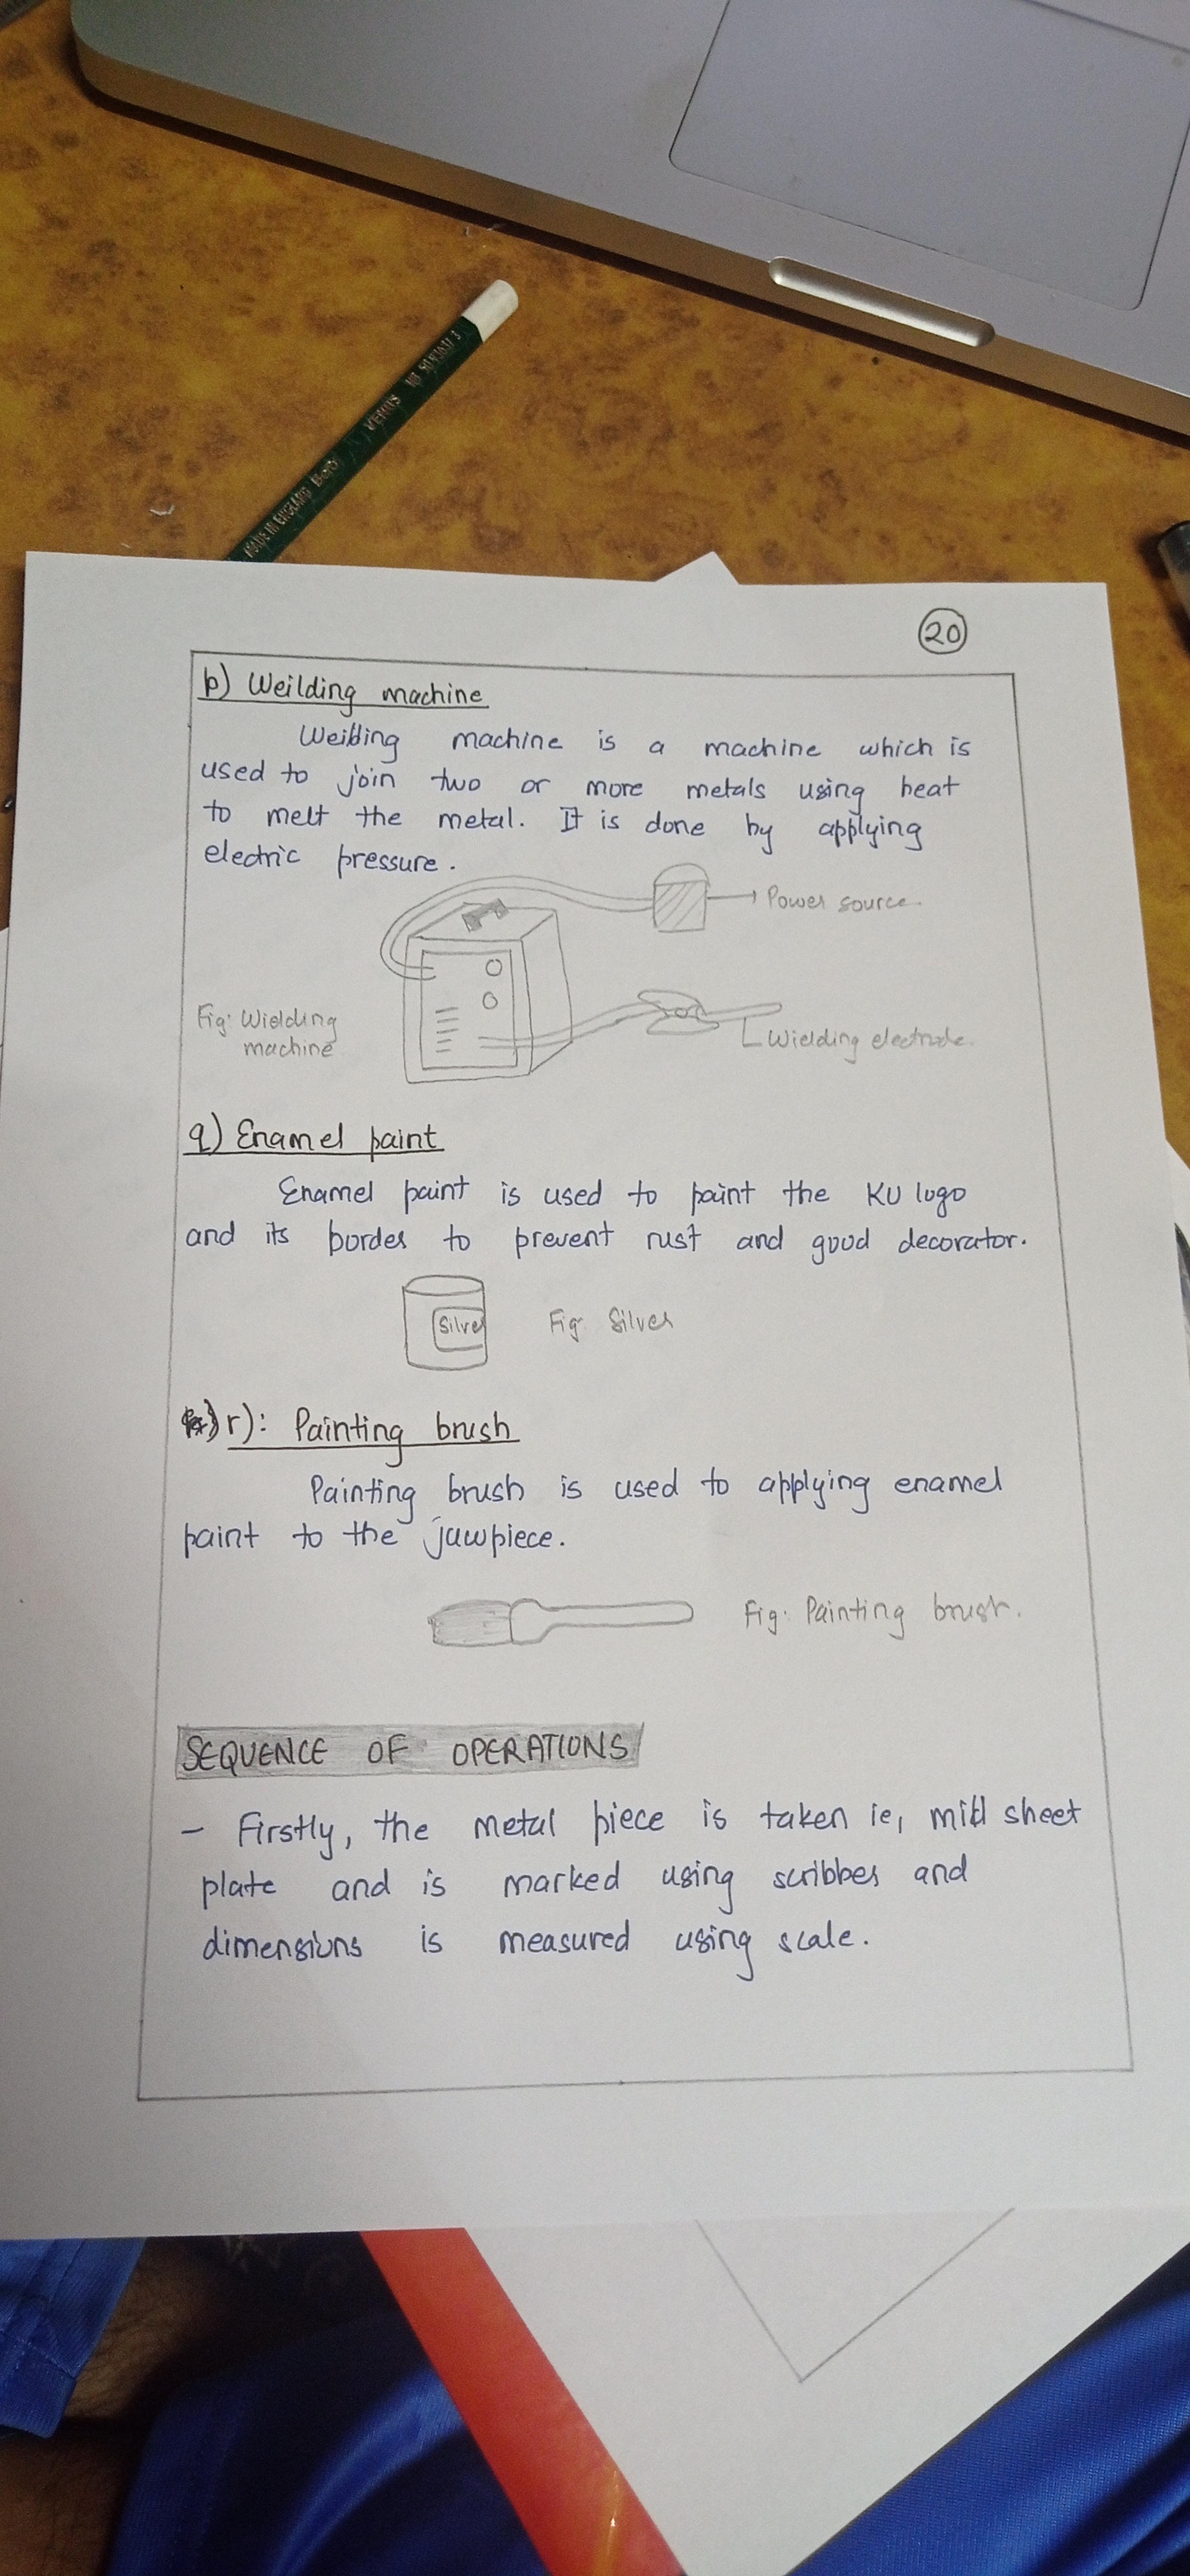 MADE IN ENGLAND VENUS
20
p) Weilding machine
Weilding machine is a machine which is
used to join two or more metals using heat
to melt the metal. It is done by applying
electric pressure.
Power source
Fig: Wielding
machine
Wielding electrode
q) Enamel paint
Enamel paint is used to paint the KU logo
and its border to prevent rust and good decorator.
Silver
Fig: Silver
r): Painting brush
Painting brush is used to applying enamel
paint to the jawpiece.
Fig: Painting brush.
SEQUENCE OF OPERATIONS
- Firstly, the metal piece is taken ie, mild sheet
plate and is marked using scribber and
dimensions is measured using scale.